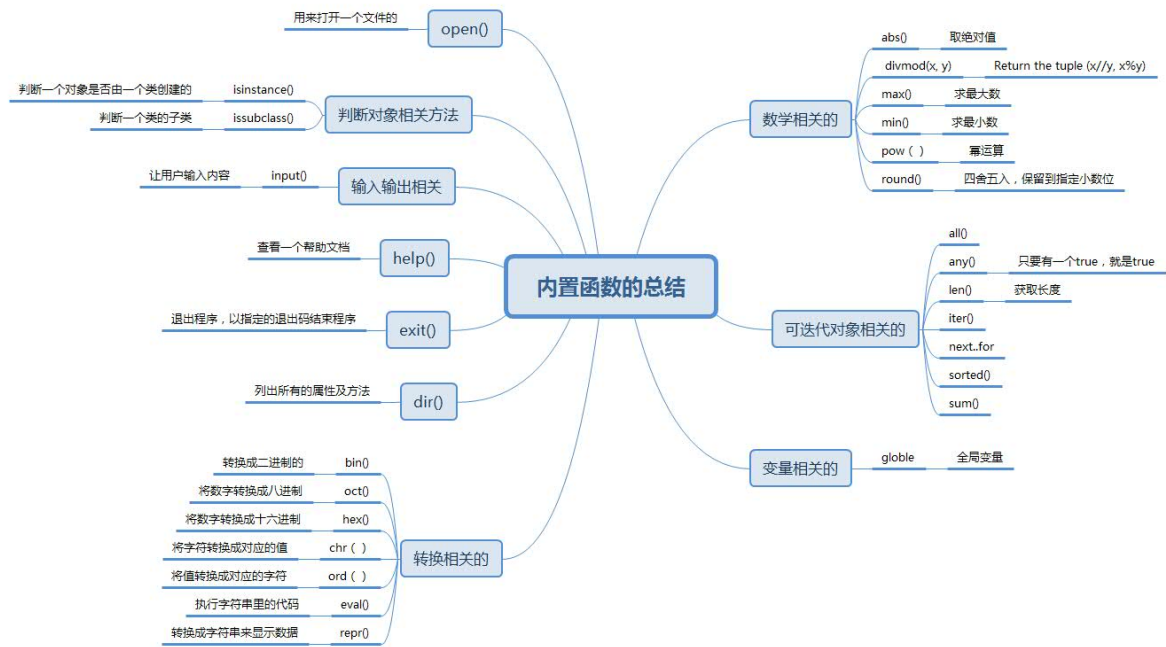 内置函数的总结
open()
用来打开一个文件的
判断对象相关方法
isinstance()
判断一个对象是否由一个类创建的
issubclass()
判断一个类的子类
输入输出相关
input()
让用户输入内容
help()
查看一个帮助文档
exit()
退出程序，以指定的退出码结束程序
dir()
列出所有的属性及方法
转换相关的
bin()
转换成二进制的
oct()
将数字转换成八进制
hex()
将数字转换成十六进制
chr（ ）
将字符转换成对应的值
ord（ ）
将值转换成对应的字符
eval()
执行字符串里的代码
repr()
转换成字符串来显示数据
数学相关的
abs()
取绝对值
divmod(x, y)
Return the tuple (x//y, x%y)
max()
求最大数
min()
求最小数
pow（ ）
幂运算
round()
四舍五入，保留到指定小数位
可迭代对象相关的
all()
any()
只要有一个true，就是true
len()
获取长度
iter()
next..for
sorted()
sum()
变量相关的
globle
全局变量